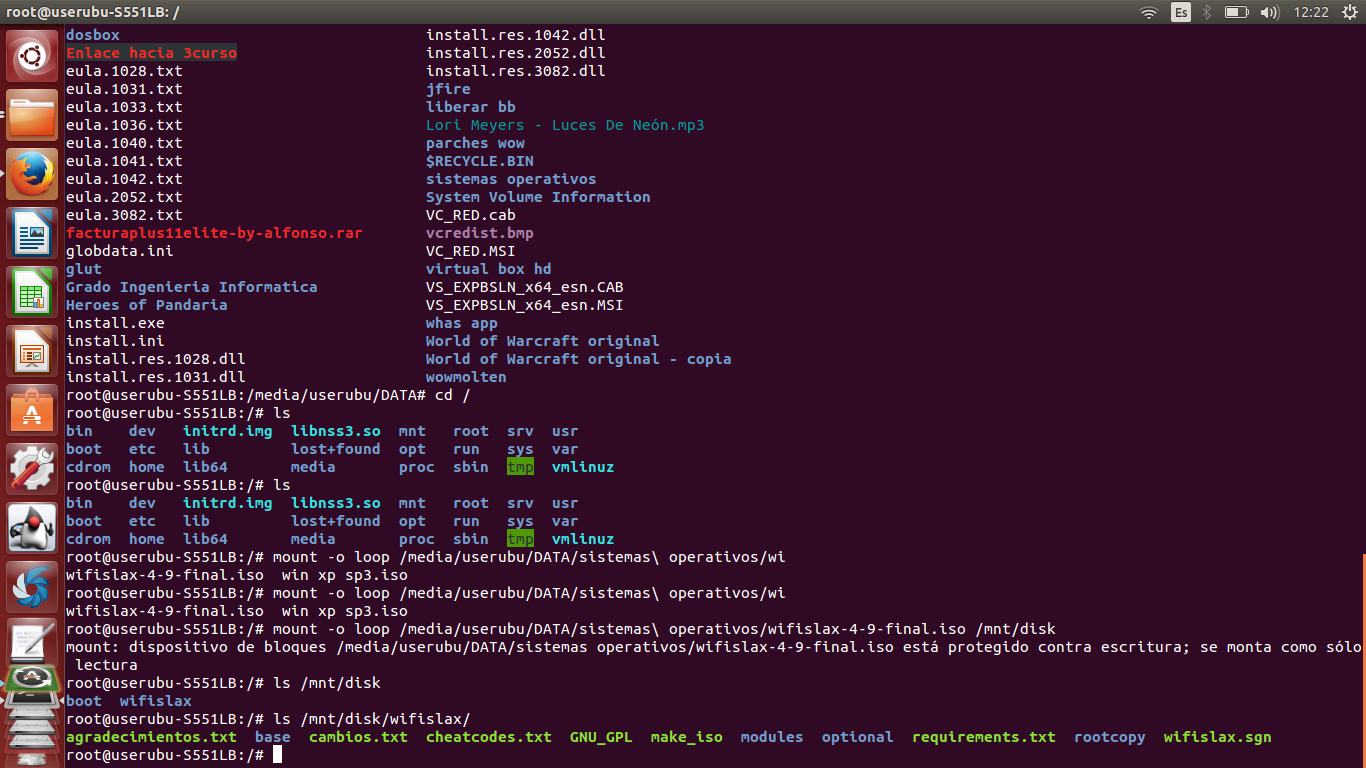 root@userubu-S551LB: /
Es
12:22
dosbox install.res.1042.dll
Enlace hacia 3curso install.res.2052.dll
eula.1028.txt install.res.3082.dll
eula.1031.txt jfire
eula.1033.txt liberar bb
eula.1036.txt Lori Meyers - Luces De Neón.mp3
eula.1040.txt parches wow
eula.1041.txt $RECYCLE.BIN
eula.1042.txt sistemas operativos
eula.2052.txt System Volume Information
eula.3082.txt VC_RED.cab
facturaplus11elite-by-alfonso.rar vcredist.bmp
globdata.ini VC_RED.MSI
glut virtual box hd
Grado Ingenieria Informatica VS_EXPBSLN_x64_esn.CAB
Heroes of Pandaria VS_EXPBSLN_x64_esn.MSI
install.exe whas app
install.ini World of Warcraft original
install.res.1028.dll World of Warcraft original - copia
install.res.1031.dll wowmolten
root@userubu-S551LB:/media/userubu/DATA# cd /
root@userubu-S551LB:/# ls
bin dev initrd.img libnss3.so mnt root srv usr
boot etc lib lost+found opt run sys var
cdrom home lib64 media proc sbin tmp vmlinuz
root@userubu-S551LB:/# ls
bin dev initrd.img libnss3.so mnt root srv usr
boot etc lib lost+found opt run sys var
cdrom home lib64 media proc sbin tmp vmlinuz
root@userubu-S551LB:/# mount -o loop /media/userubu/DATA/sistemas\ operativos/wi
wifislax-4-9-final.iso win xp sp3.iso
root@userubu-S551LB:/# mount -o loop /media/userubu/DATA/sistemas\ operativos/wi
wifislax-4-9-final.iso win xp sp3.iso
root@userubu-S551LB:/# mount -o loop /media/userubu/DATA/sistemas\ operativos/wifislax-4-9-final.iso /mnt/disk
mount: dispositivo de bloques /media/userubu/DATA/sistemas operativos/wifislax-4-9-final.iso está protegido contra escritura; se monta como sólo
lectura
root@userubu-S551LB:/# ls /mnt/disk
boot wifislax
root@userubu-S551LB:/# ls /mnt/disk/wifislax/
agradecimientos.txt base cambios.txt cheatcodes.txt GNU_GPL make_iso modules optional requirements.txt rootcopy wifislax.sgn
root@userubu-S551LB:/#